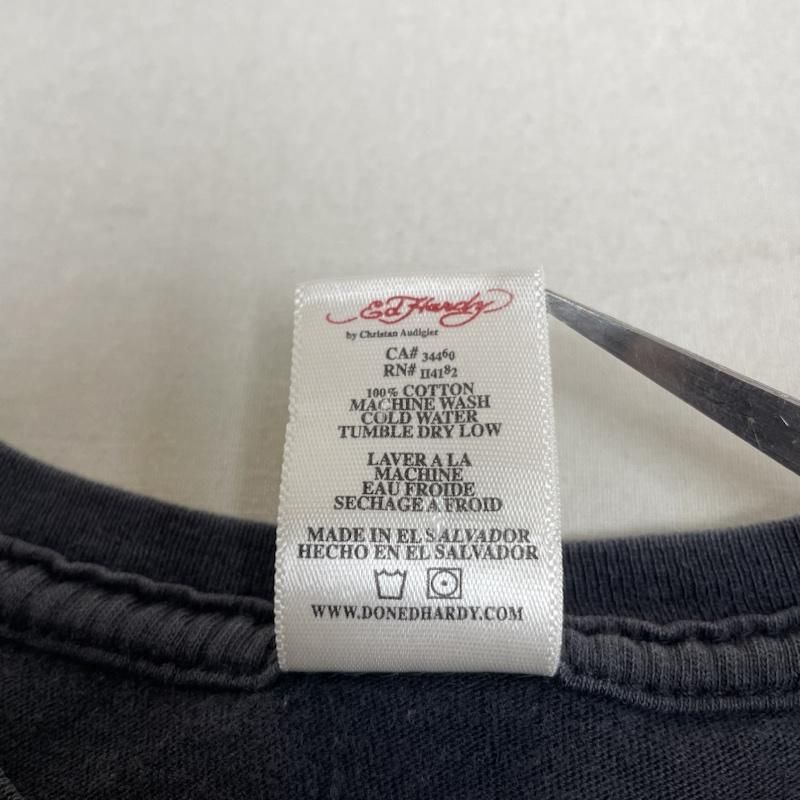 Ed Hardy
by Christan Audigier
CA# 34460
RN# 114182
100% COTTON
MACHINE WASH
COLD WATER
TUMBLE DRY LOW
LAVER A LA
MACHINE
EAU FROIDE
SECHAGE A FROID
MADE IN EL SALVADOR
HECHO EN EL SALVADOR
WWW.DONEDHARDY.COM